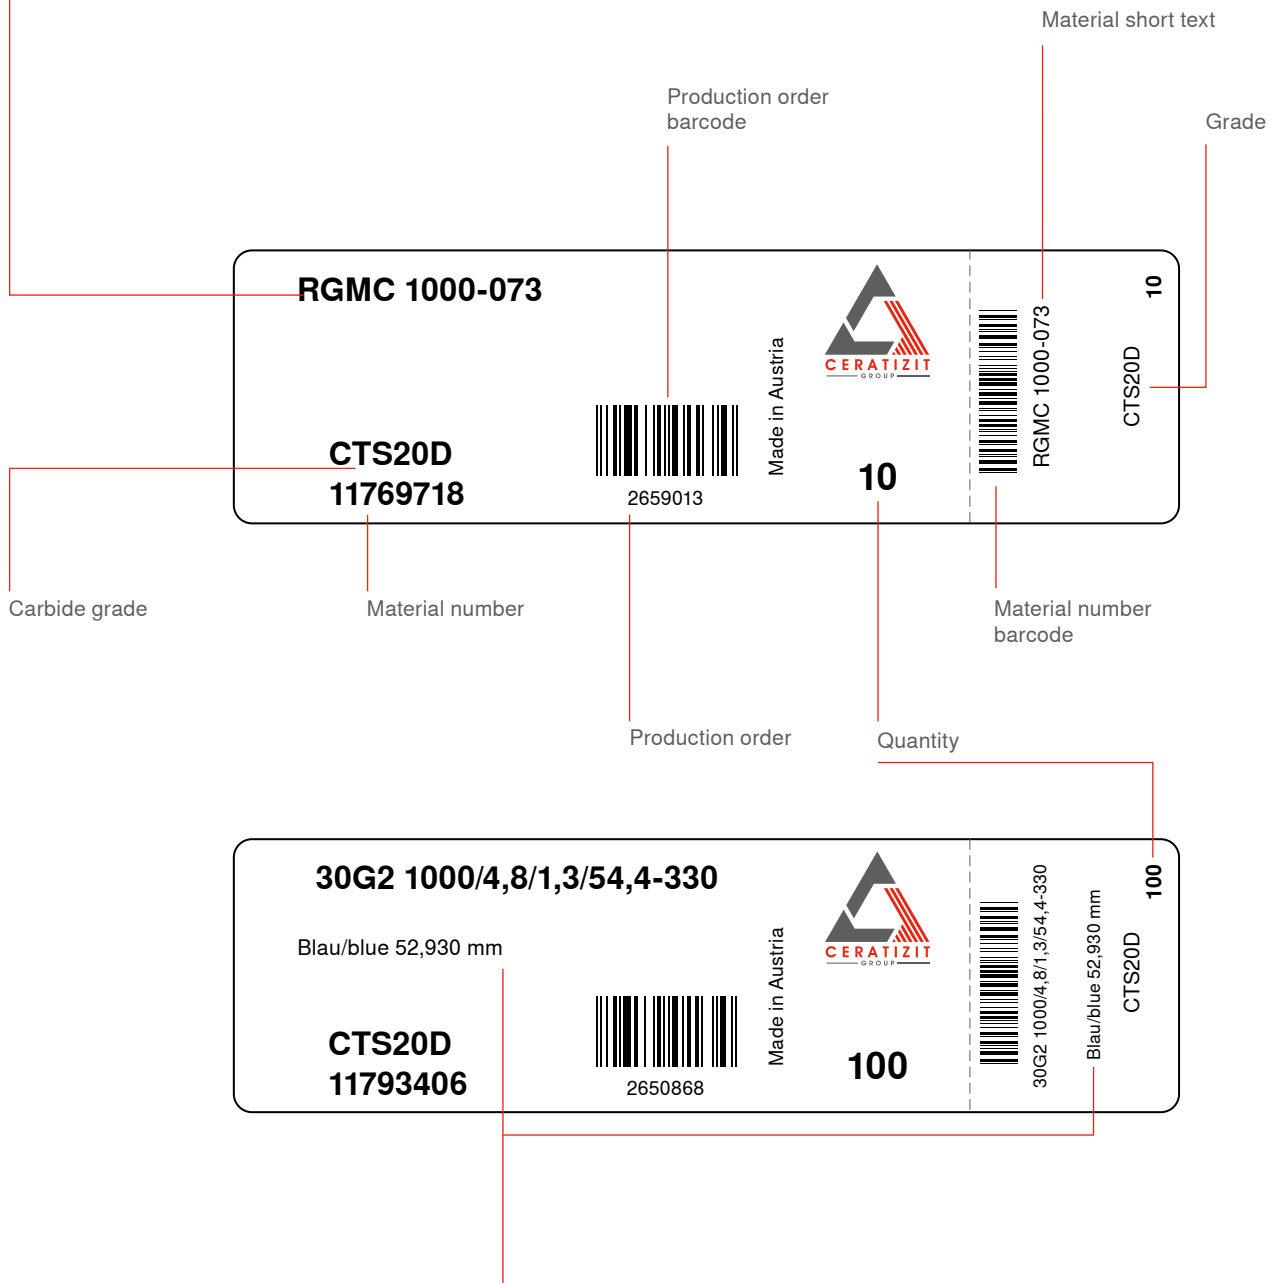 Material short text
Production order
barcode
Grade
RGMC 1000-073
CTS20D
11769718
2659013
Made in Austria
CERATIZIT
GROUP
10
RGMC 1000-073
CTS20D
10
Carbide grade
Material number
Material number
barcode
Production order
Quantity
30G2 1000/4,8/1,3/54,4-330
Blau/blue 52,930 mm
CTS20D
11793406
2650868
Made in Austria
CERATIZIT
GROUP
100
30G2 1000/4,8/1,3/54,4-330
Blau/blue 52,930 mm
CTS20D
100